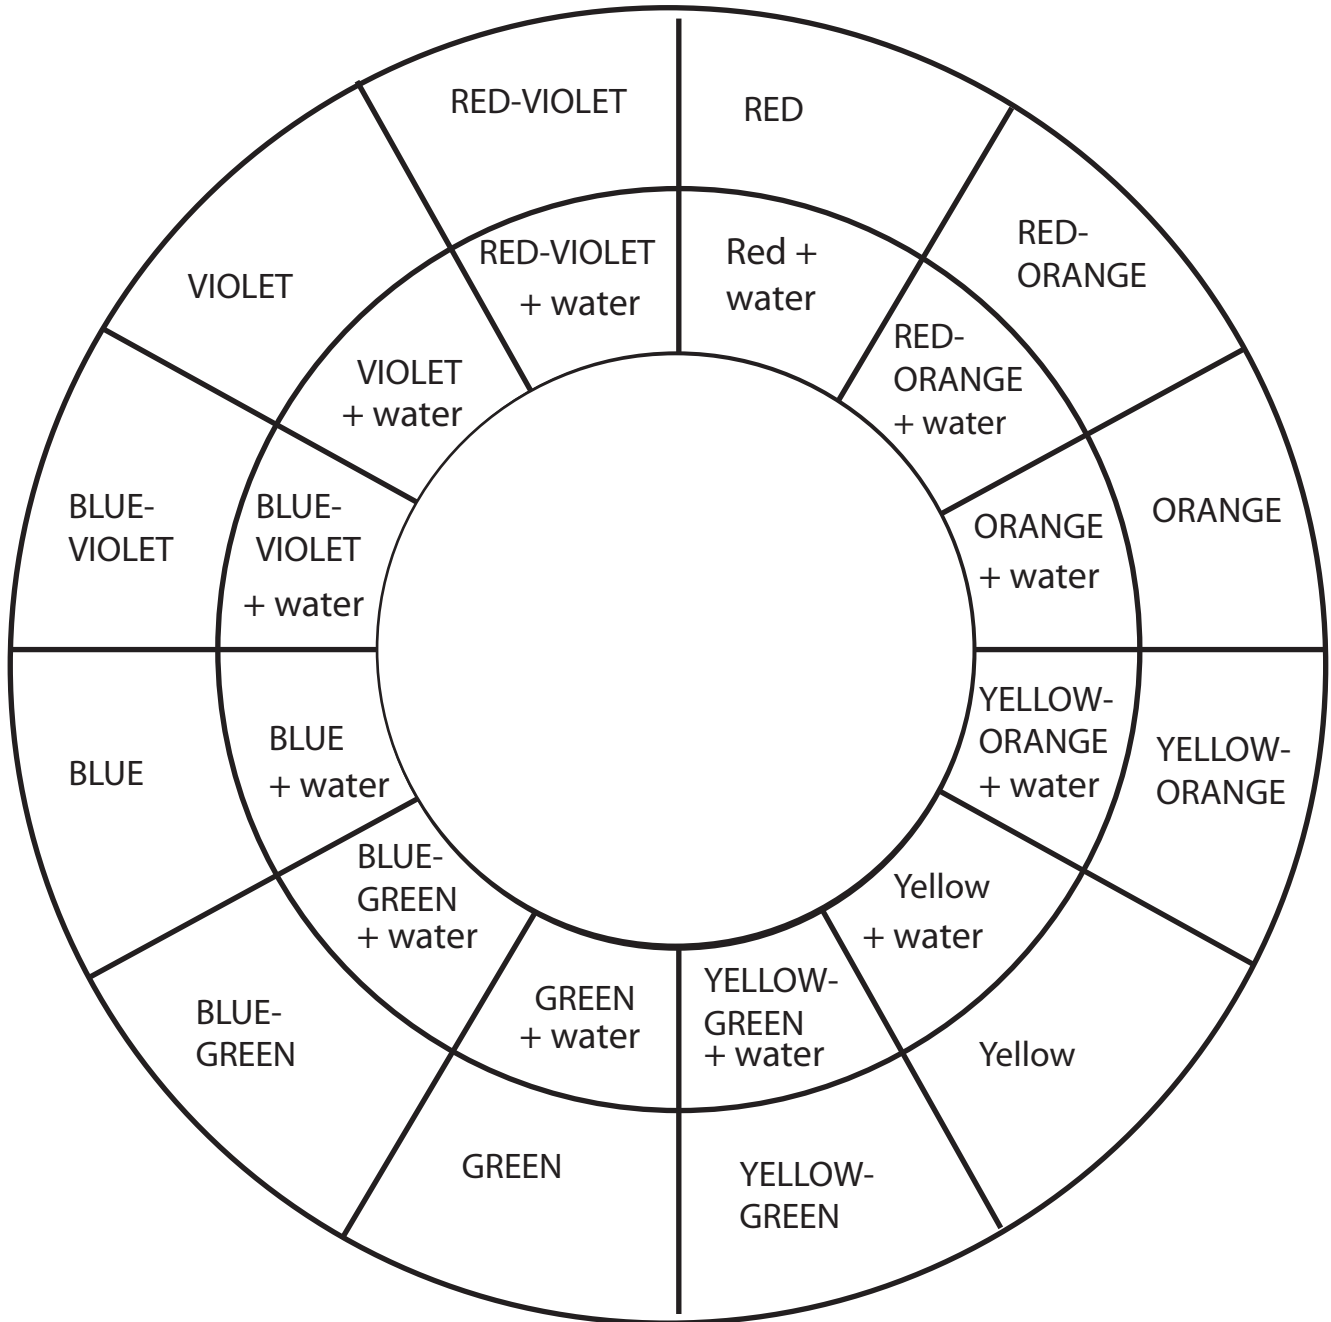 RED-VIOLET
RED
RED-
ORANGE
ORANGE
YELLOW-
ORANGE
Yellow
YELLOW-
GREEN
GREEN
BLUE-
GREEN
BLUE
BLUE-
VIOLET
VIOLET
RED-VIOLET
+ water
Red +
water
RED-
ORANGE
+ water
ORANGE
+ water
YELLOW-
ORANGE
+ water
Yellow
+ water
YELLOW-
GREEN
+ water
GREEN
+ water
BLUE-
GREEN
+ water
BLUE
+ water
BLUE-
VIOLET
+ water
VIOLET
+ water